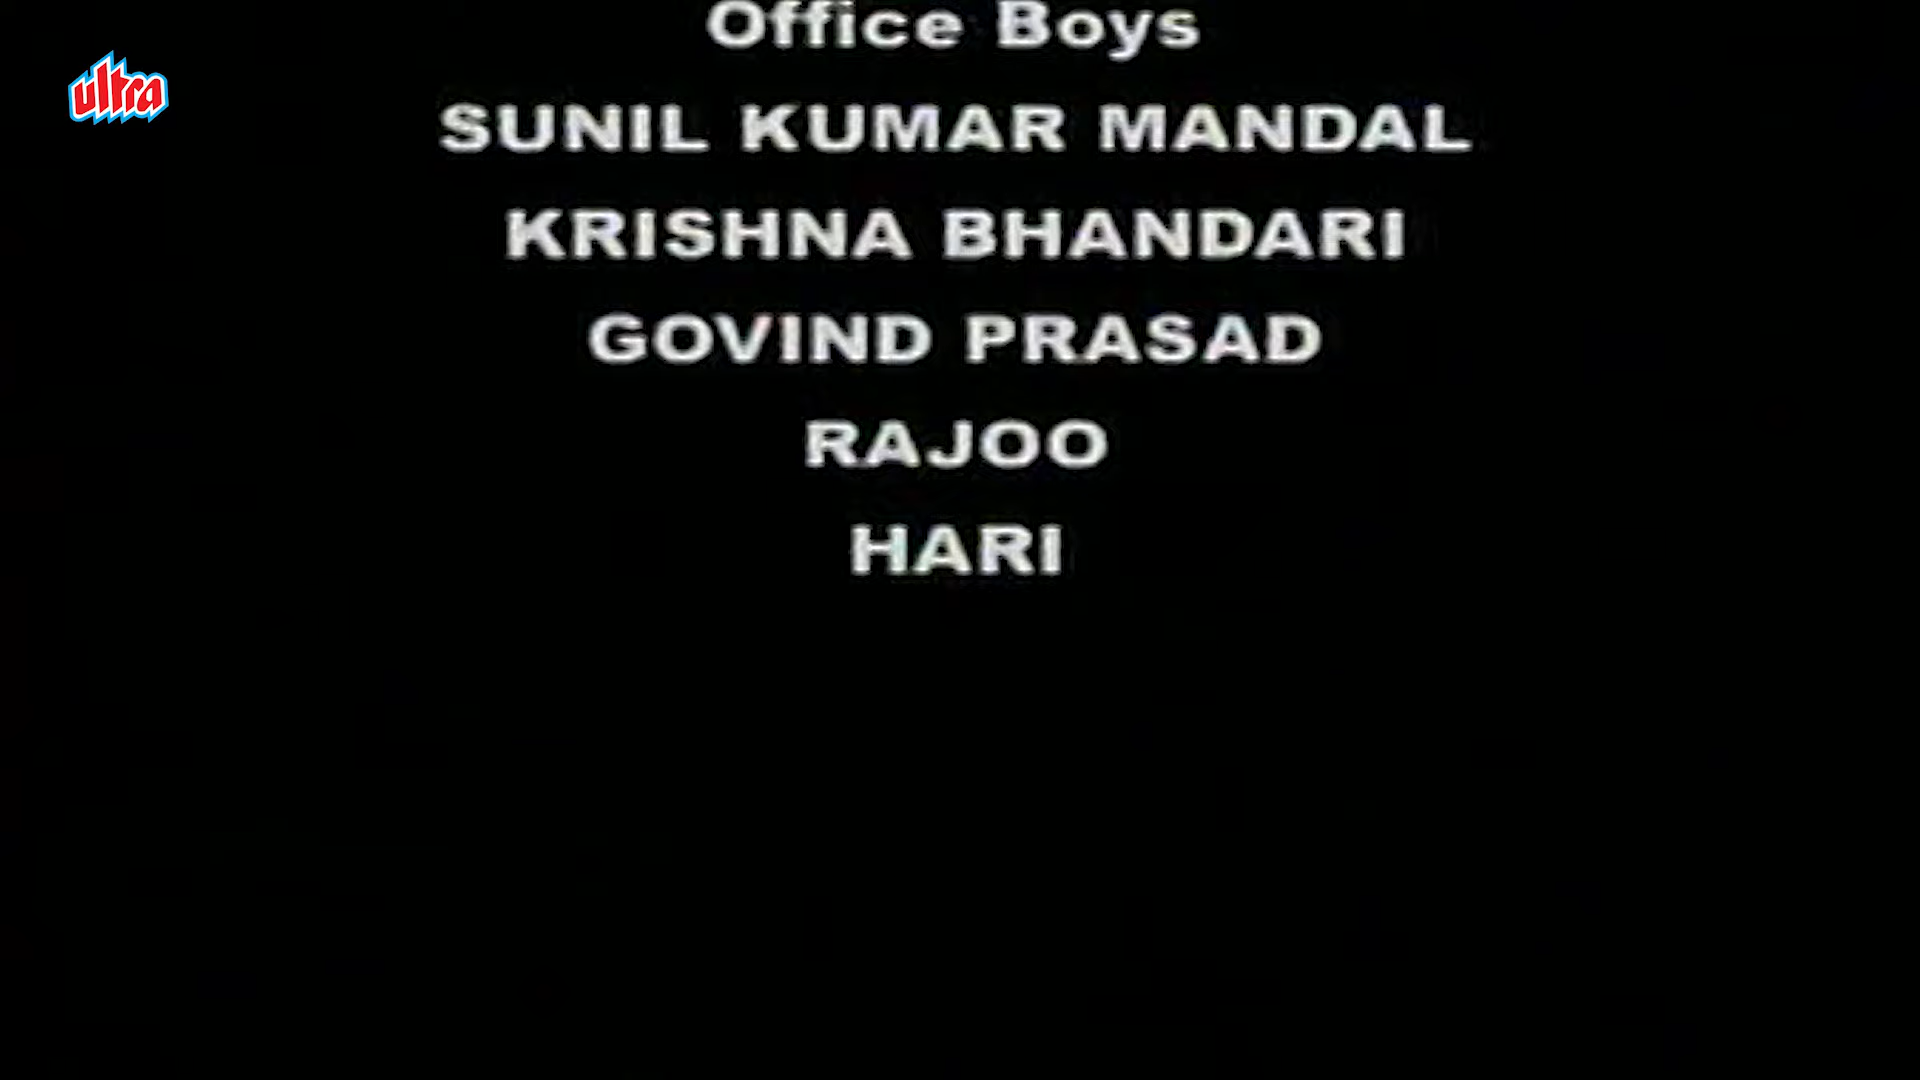 Office Boys
ultra
SUNIL KUMAR MANDAL
KRISHNA BHANDARI
GOVIND PRASAD
RAJOO
HARI